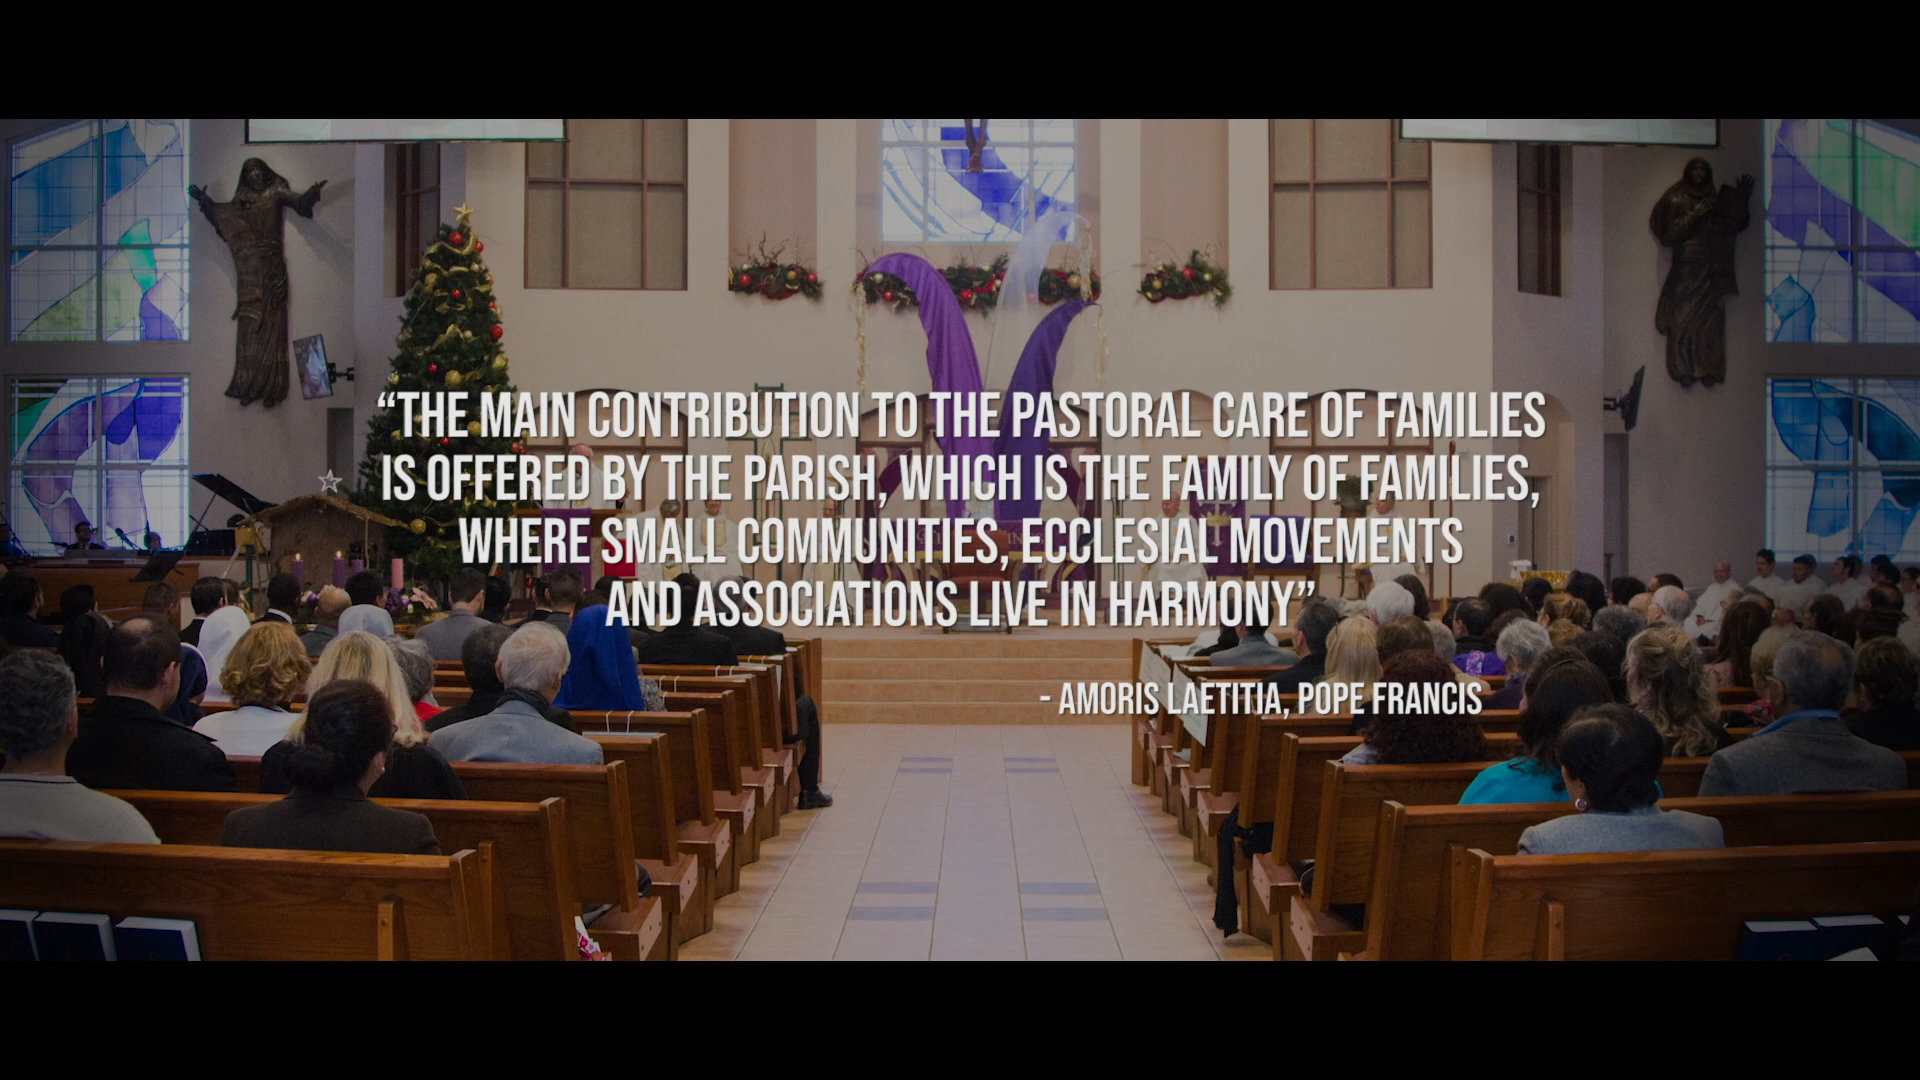 “THE MAIN CONTRIBUTION TO THE PASTORAL CARE OF FAMILIES
IS OFFERED BY THE PARISH, WHICH IS THE FAMILY OF FAMILIES,
WHERE SMALL COMMUNITIES, ECCLESIAL MOVEMENTS
AND ASSOCIATIONS LIVE IN HARMONY”
- AMORIS LAETITIA, POPE FRANCIS